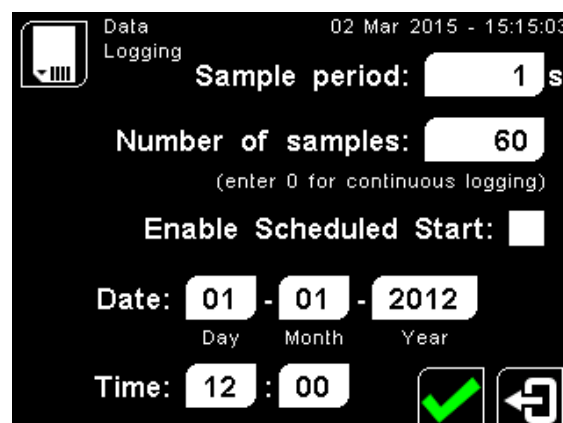 Data
Logging
02 Mar 2015 - 15:15:03
Sample period: 1 s
Number of samples: 60
(enter 0 for continuous logging)
Enable Scheduled Start:
Date: 01 - 01 - 2012
Day Month Year
Time: 12 : 00